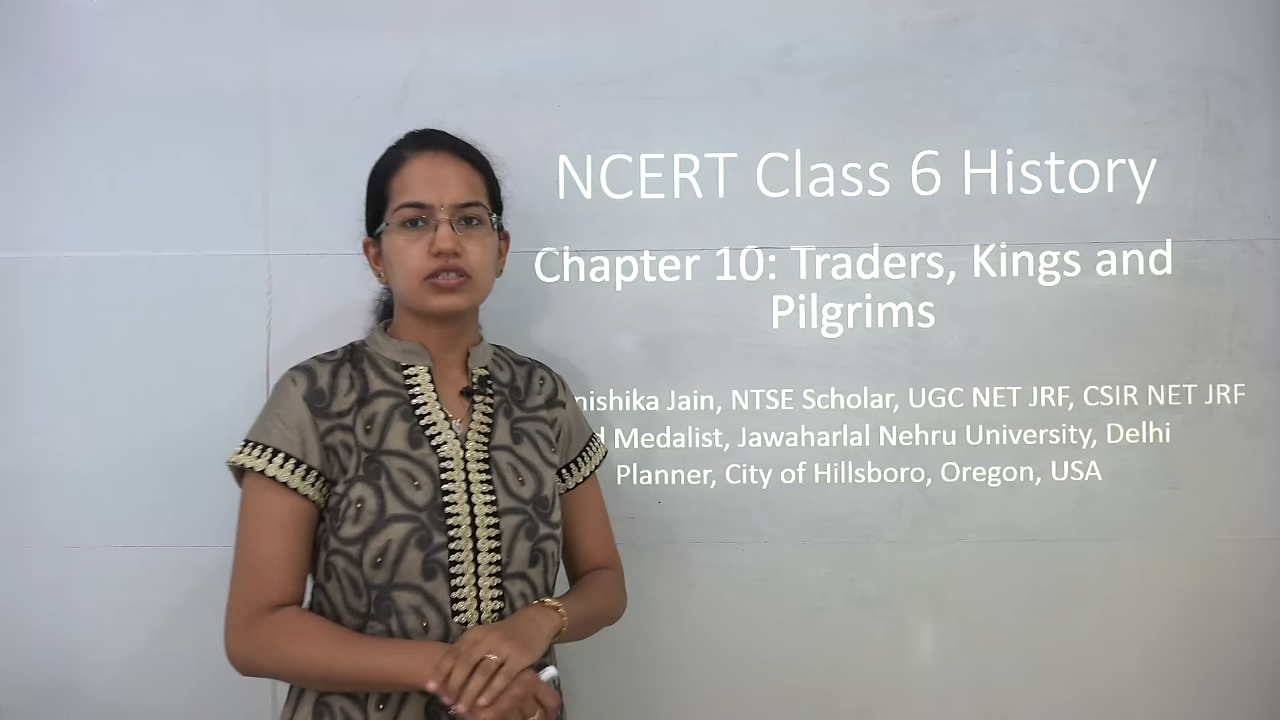 NCERT Class 6 History
Chapter 10: Traders, Kings and
Pilgrims
Jain, NTSE Scholar, UGC NET JRF, CSIR NET JRF
Medalist, Jawaharlal Nehru University, Delhi
Planner, City of Hillsboro, Oregon, USA